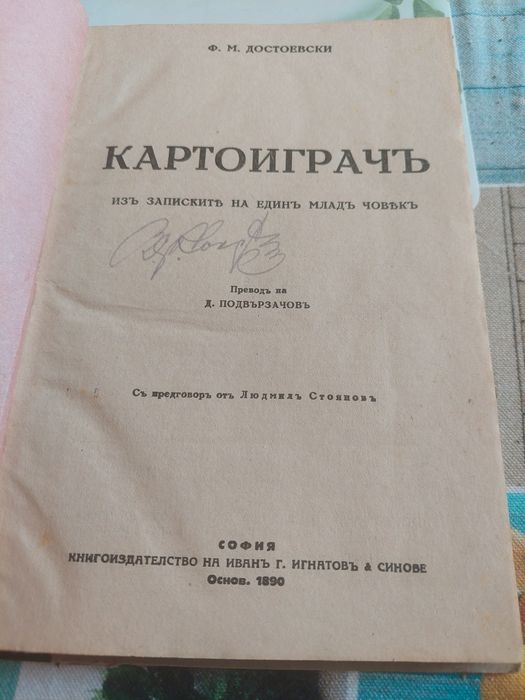 Ф. М. ДОСТОЕВСКИ
КАРТОИГРАЧЪ
ИЗЪ ЗАПИСКИТѢ НА ЕДИНЪ МЛАДЪ ЧОВѢКЪ
Преводъ на
Д. ПОДВЪРЗАЧОВЪ
Съ предговоръ отъ Людмилъ Стояновъ
СОФИЯ
КНИГОИЗДАТЕЛСТВО НА ИВАНЪ Г. ИГНАТОВЪ & СИНОВЕ
Основ. 1890